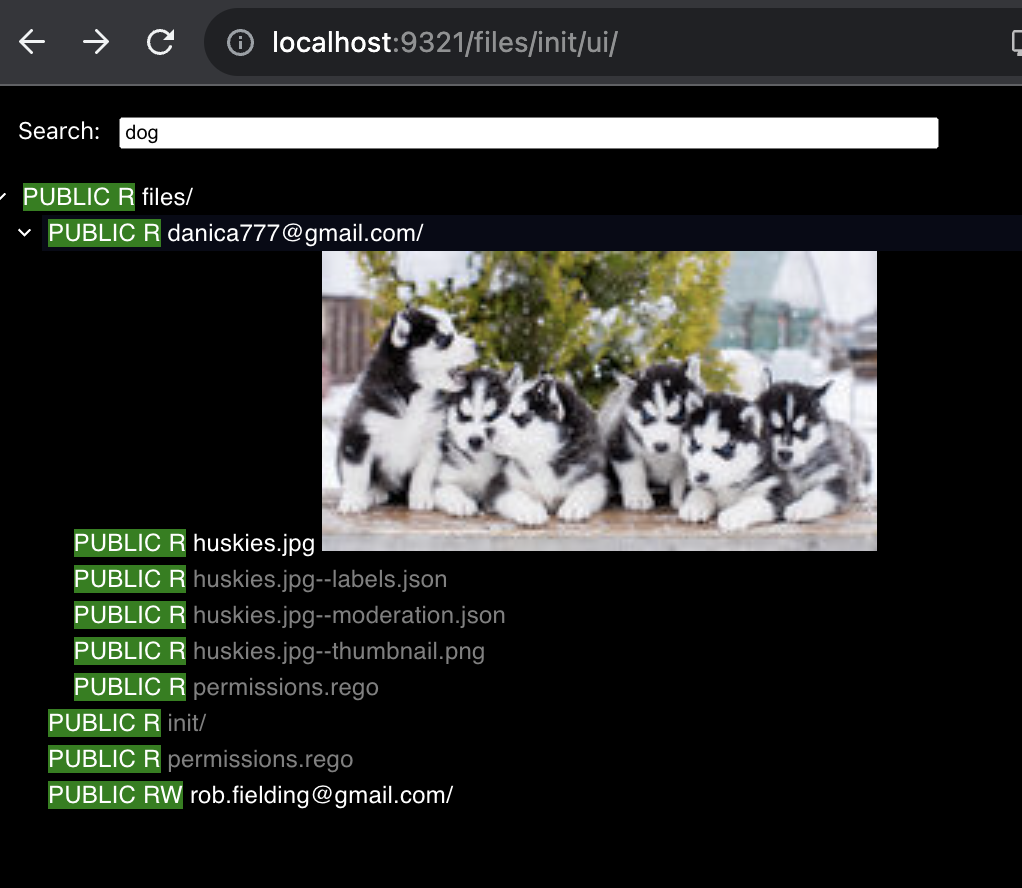 localhost:9321/files/init/ui/
Search: dog
PUBLIC R files/
PUBLIC R danica777@gmail.com/
PUBLIC R huskies.jpg
PUBLIC R huskies.jpg--labels.json
PUBLIC R huskies.jpg--moderation.json
PUBLIC R huskies.jpg--thumbnail.png
PUBLIC R permissions.rego
PUBLIC R init/
PUBLIC R permissions.rego
PUBLIC RW rob.fielding@gmail.com/